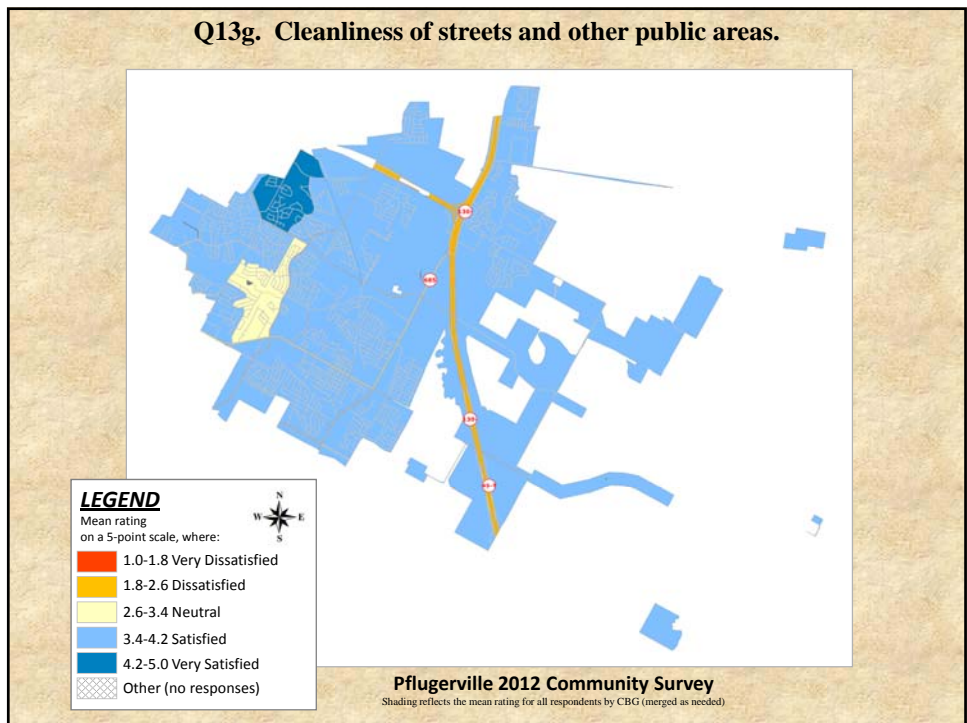 Q13g. Cleanliness of streets and other public areas.
130
685
130
LEGEND
N
W E
S
Mean rating
on a 5-point scale, where:
1.0-1.8 Very Dissatisfied
1.8-2.6 Dissatisfied
2.6-3.4 Neutral
3.4-4.2 Satisfied
4.2-5.0 Very Satisfied
Other (no responses)
Pflugerville 2012 Community Survey
Shading reflects the mean rating for all respondents by CBG (merged as needed)